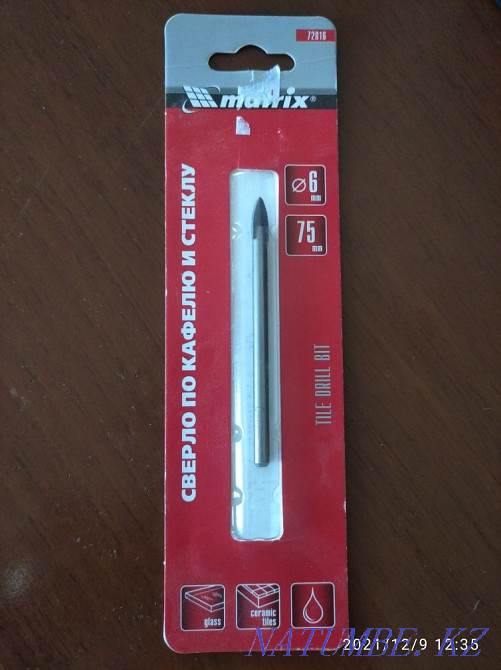 72816
matrix®
СВЕРЛО ПО КАФЕЛЮ И СТЕКЛУ
6
mm
75
mm
TILE DRILL BIT
glass
ceramic
tiles
2021/12/9 12:35
NATUMBE.KZ